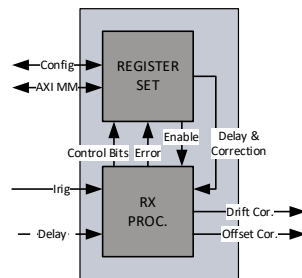 Config
AXI MM
REGISTER
SET
Enable
Delay &
Correction
Control Bits
Error
Irig
RX
PROC.
Drift Cor.
Delay
Offset Cor.